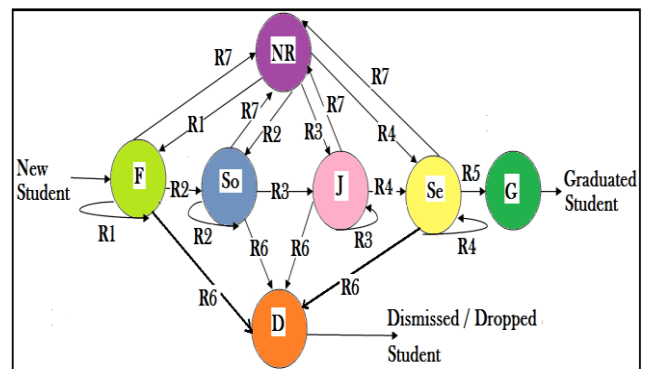 NR
R7
R7
R1
R7
R2
R7
R3
R4
New
Student
F
R2
So
R3
J
R4
Se
R5
G
Graduated
Student
R1
R2
R3
R4
R6
R6
R6
R6
D
Dismissed / Dropped
Student